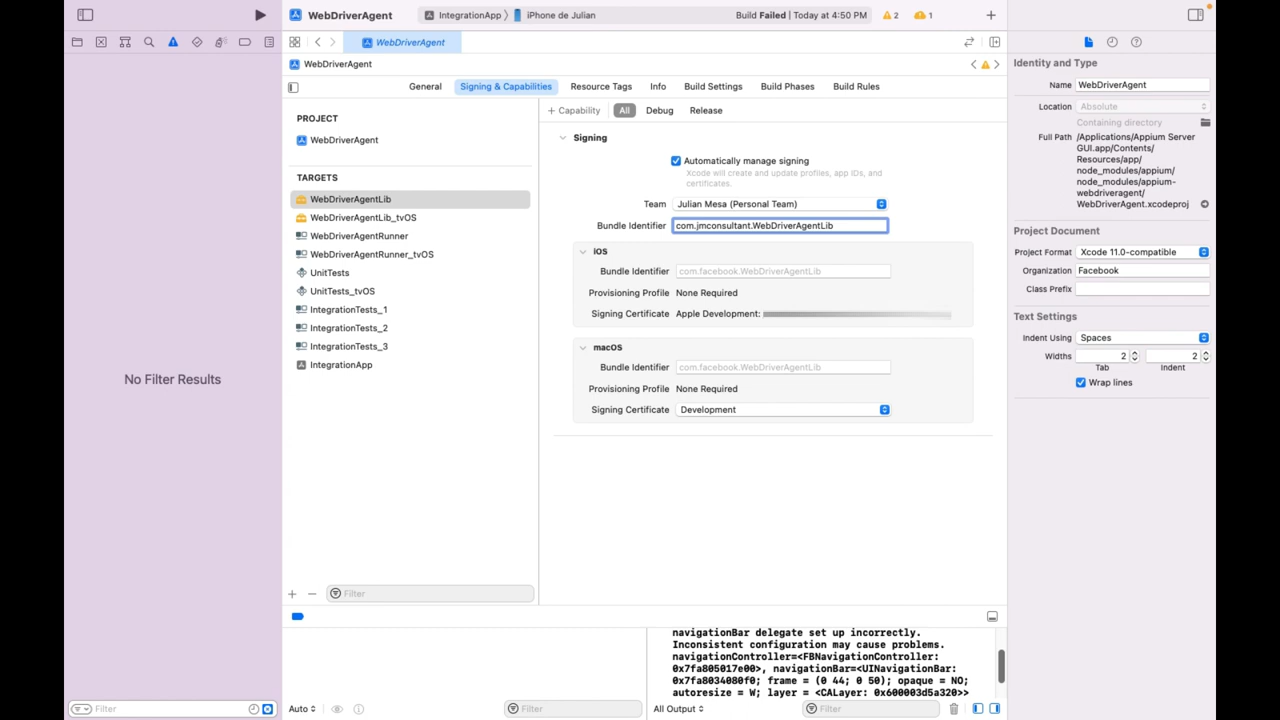 WebDriverAgent
IntegrationApp
iPhone de Julian
Build Failed | Today at 4:50 PM
2
1
WebDriverAgent
WebDriverAgent
General
Signing & Capabilities
Resource Tags
Info
Build Settings
Build Phases
Build Rules
PROJECT
WebDriverAgent
TARGETS
WebDriverAgentLib
WebDriverAgentLib_tvOS
WebDriverAgentRunner
WebDriverAgentRunner_tvOS
UnitTests
UnitTests_tvOS
IntegrationTests_1
IntegrationTests_2
IntegrationTests_3
IntegrationApp
Filter
+ Capability
All
Debug
Release
Signing
Automatically manage signing
Xcode will create and update profiles, app IDs, and
certificates.
Team Julian Mesa (Personal Team)
Bundle Identifier com.jmconsultant.WebDriverAgentLib
iOS
Bundle Identifier com.facebook.WebDriverAgentLib
Provisioning Profile None Required
Signing Certificate Apple Development:
macOS
Bundle Identifier com.facebook.WebDriverAgentLib
Provisioning Profile None Required
Signing Certificate Development
Identity and Type
Name WebDriverAgent
Location Absolute
Containing directory
Full Path /Applications/Appium Server
GUI.app/Contents/
Resources/app/
node_modules/appium/
node_modules/appium-
webdriveragent/
WebDriverAgent.xcodeproj
Project Document
Project Format Xcode 11.0-compatible
Organization Facebook
Class Prefix
Text Settings
Indent Using Spaces
Widths 2 2
Tab Indent
Wrap lines
No Filter Results
Filter
Auto
Filter
navigationBar delegate set up incorrectly.
Inconsistent configuration may cause problems.
navigationController=<FBNavigationController:
0x7fa805017e00>, navigationBar=<UINavigationBar:
0x7fa8034080f0; frame = (0 44; 0 50); opaque = NO;
autoresize = W; layer = <CALayer: 0x600003d5a320>>
All Output
Filter